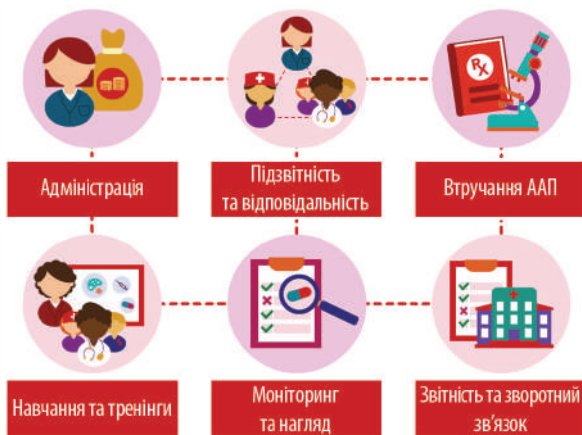 Адміністрація
Підзвітність
та відповідальність
Втручання ААП
Навчання та тренінги
Моніторинг
та нагляд
Звітність та зворотний
зв'язок